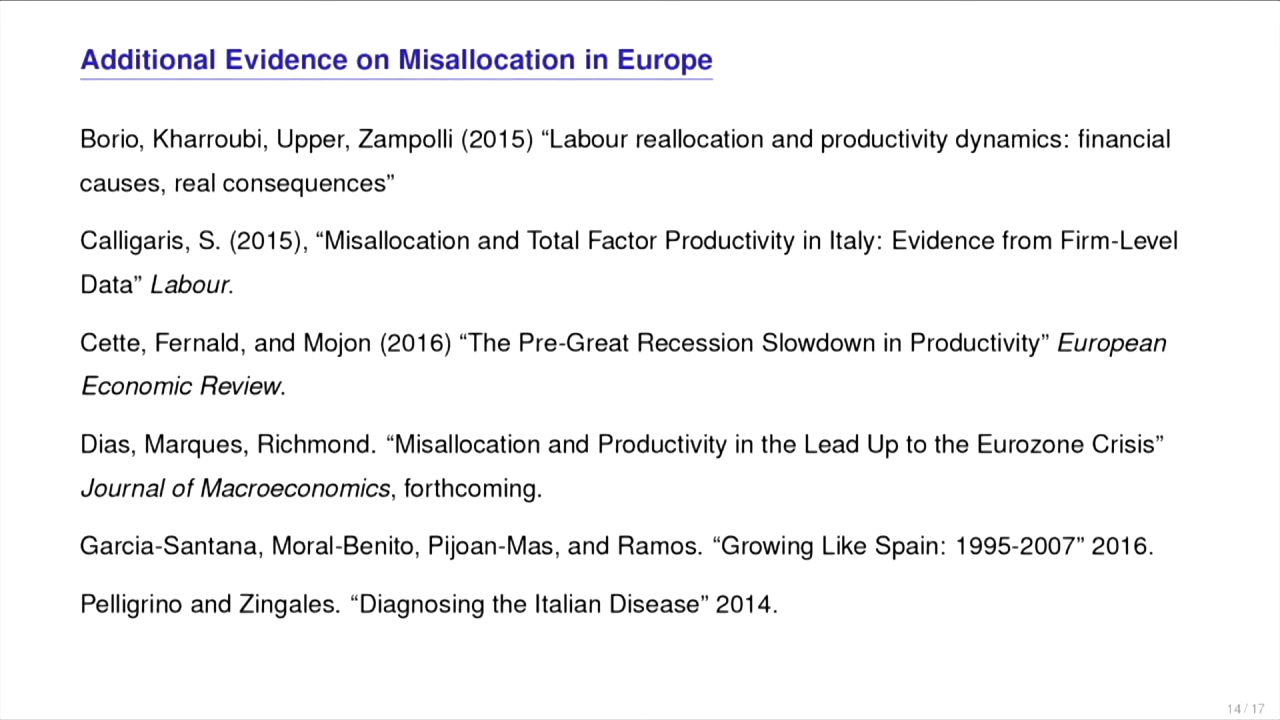 Additional Evidence on Misallocation in Europe
Borio, Kharroubi, Upper, Zampolli (2015) “Labour reallocation and productivity dynamics: financial
causes, real consequences”
Calligaris, S. (2015), “Misallocation and Total Factor Productivity in Italy: Evidence from Firm-Level
Data” Labour.
Cette, Fernald, and Mojon (2016) “The Pre-Great Recession Slowdown in Productivity” European
Economic Review.
Dias, Marques, Richmond. “Misallocation and Productivity in the Lead Up to the Eurozone Crisis”
Journal of Macroeconomics, forthcoming.
Garcia-Santana, Moral-Benito, Pijoan-Mas, and Ramos. “Growing Like Spain: 1995-2007” 2016.
Pelligrino and Zingales. “Diagnosing the Italian Disease” 2014.
14 / 17